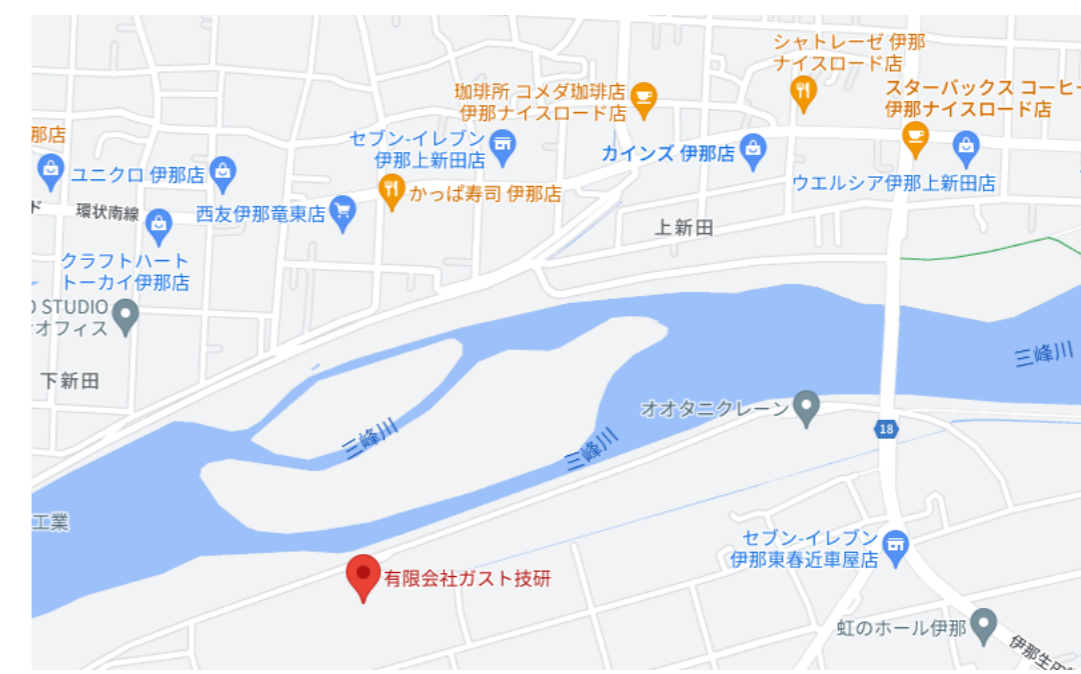 シャトレーゼ 伊那
ナイスロード店
スターバックス コーヒー
伊那ナイスロード店
珈琲所 コメダ珈琲店
伊那ナイスロード店
那店
セブン-イレブン
伊那上新田店
カインズ 伊那店
ユニクロ 伊那店
かっぱ寿司 伊那店
ウエルシア伊那上新田店
ド
環状南線
西友伊那竜東店
上新田
クラフトハート
トーカイ伊那店
STUDIO
オフィス
三峰川
下新田
オオタニクレーン
三峰川
三峰川
18
工業
セブン-イレブン
伊那東春近車屋店
有限会社ガスト技研
虹のホール伊那
伊那生田